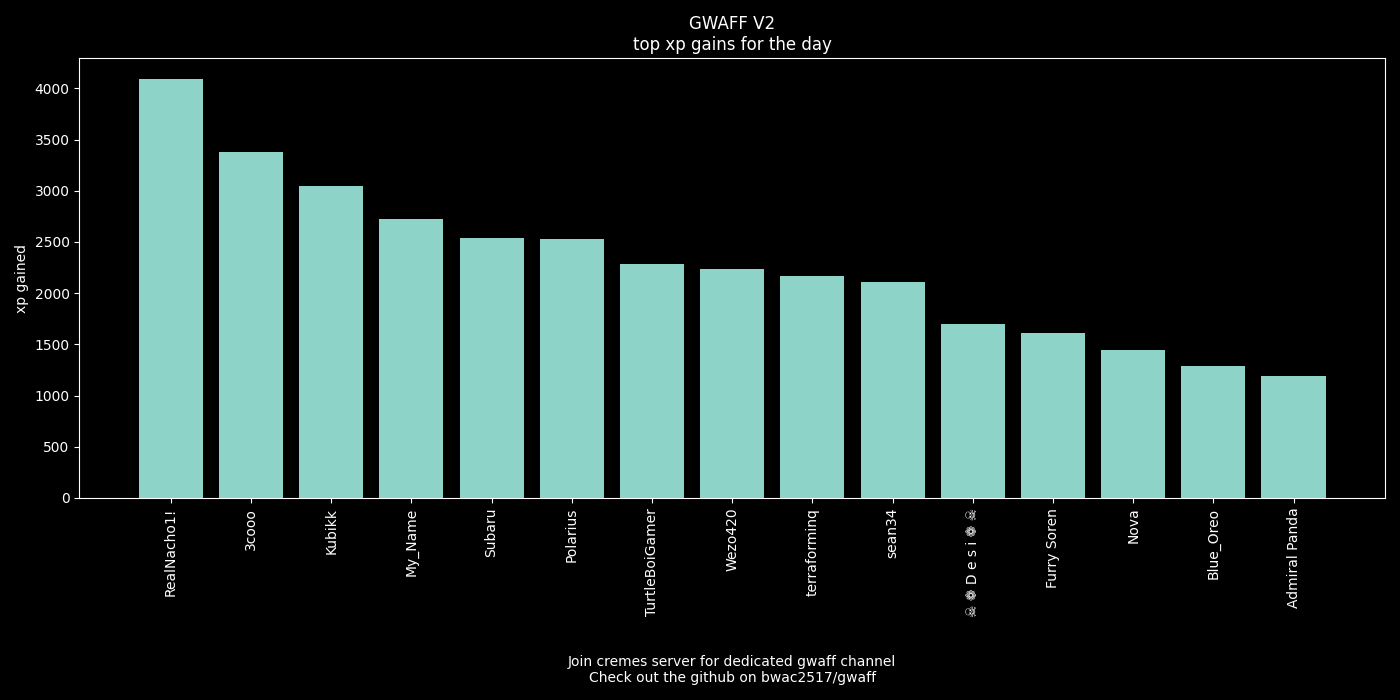 GWAFF V2
top xp gains for the day
xp gained
4000
3500
3000
2500
2000
1500
1000
500
0
RealNacho1!
3cooo
Kubikk
My_Name
Subaru
Polarius
TurtleBoiGamer
Wezo420
terraforminq
sean34
☠ ❁ D e s i ❁ ☠
Furry Soren
Nova
Blue_Oreo
Admiral Panda
Join cremes server for dedicated gwaff channel
Check out the github on bwac2517/gwaff